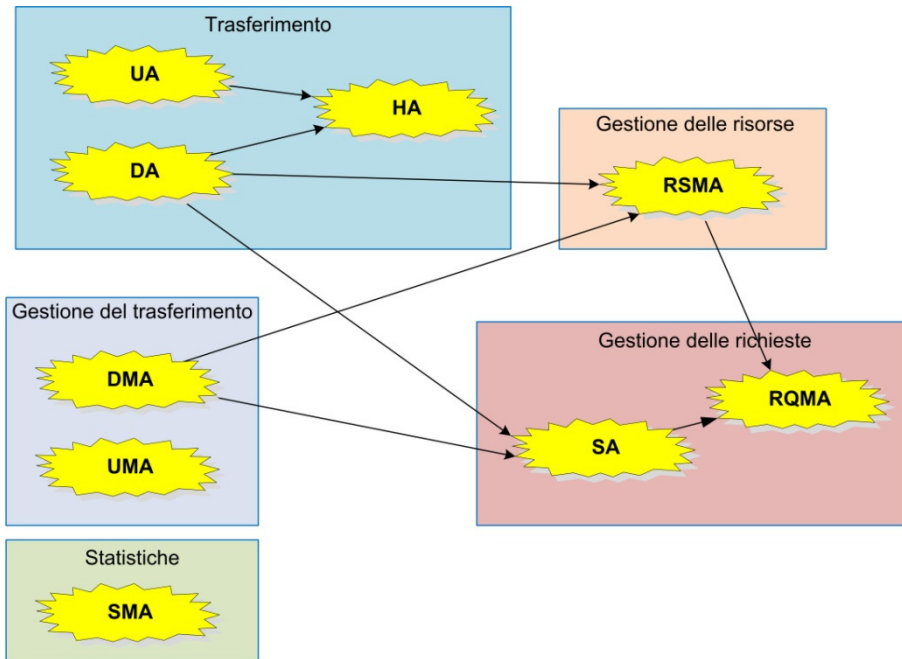 Trasferimento
UA
HA
DA
Gestione delle risorse
RSMA
Gestione del trasferimento
DMA
UMA
Gestione delle richieste
RQMA
SA
Statistiche
SMA